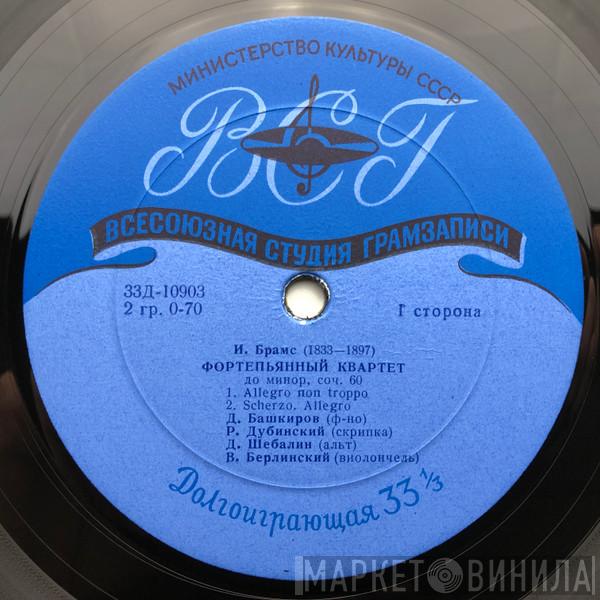 МИНИСТЕРСТВО КУЛЬТУРЫ СССР
ВСГ
ВСЕСОЮЗНАЯ СТУДИЯ ГРАМЗАПИСИ
33Д-10903
2 гр. 0-70
I сторона
И. Брамс (1833—1897)
ФОРТЕПЬЯННЫЙ КВАРТЕТ
до минор, соч. 60
1. Allegro non troppo
2. Scherzo. Allegro
Д. Башкиров (ф-но)
Р. Дубинский (скрипка)
Д. Шебалин (альт)
В. Берлинский (виолончель)
Долгоиграющая 33 1/3
МАРКЕТ ВИНИЛА